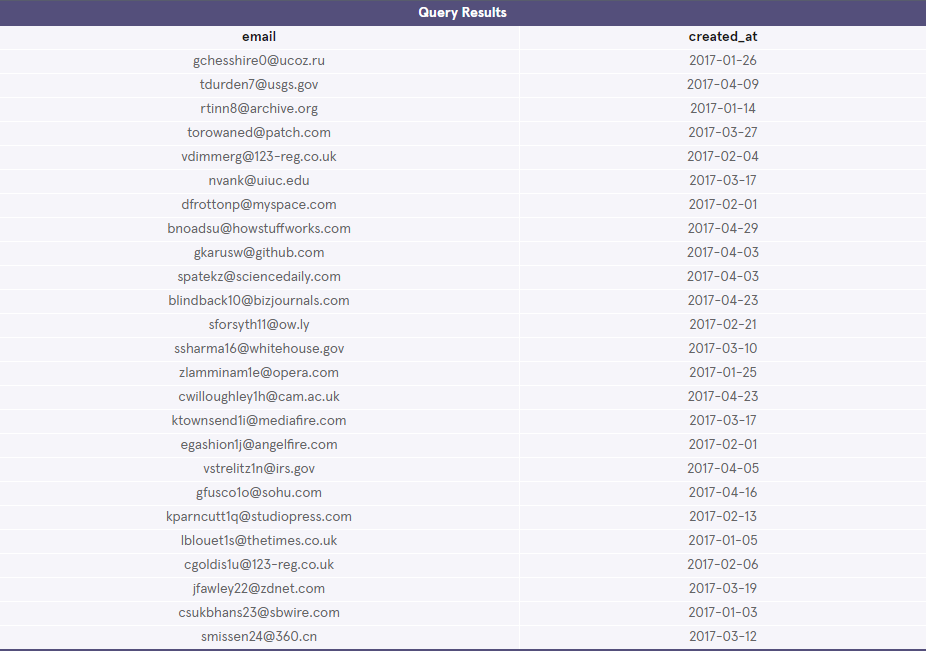 Query Results
email created_at
gchesshire0@ucoz.ru 2017-01-26
tdurden7@usgs.gov 2017-04-09
rtinn8@archive.org 2017-01-14
torowaned@patch.com 2017-03-27
vdimmerg@123-reg.co.uk 2017-02-04
nvank@uiuc.edu 2017-03-17
dfrottonp@myspace.com 2017-02-01
bnoadsu@howstuffworks.com 2017-04-29
gkarusw@github.com 2017-04-03
spatekz@sciencedaily.com 2017-04-03
blindback10@bizjournals.com 2017-04-23
sforsyth11@ow.ly 2017-02-21
ssharma16@whitehouse.gov 2017-03-10
zlamminam1e@opera.com 2017-01-25
cwilloughley1h@cam.ac.uk 2017-04-23
ktownsend1i@mediafire.com 2017-03-17
egashion1j@angelfire.com 2017-02-01
vstrelitz1n@irs.gov 2017-04-05
gfusco1o@sohu.com 2017-04-16
kparncutt1q@studiopress.com 2017-02-13
lblouet1s@thetimes.co.uk 2017-01-05
cgoldis1u@123-reg.co.uk 2017-02-06
jfawley22@zdnet.com 2017-03-19
csukbhans23@sbwire.com 2017-01-03
smissen24@360.cn 2017-03-12